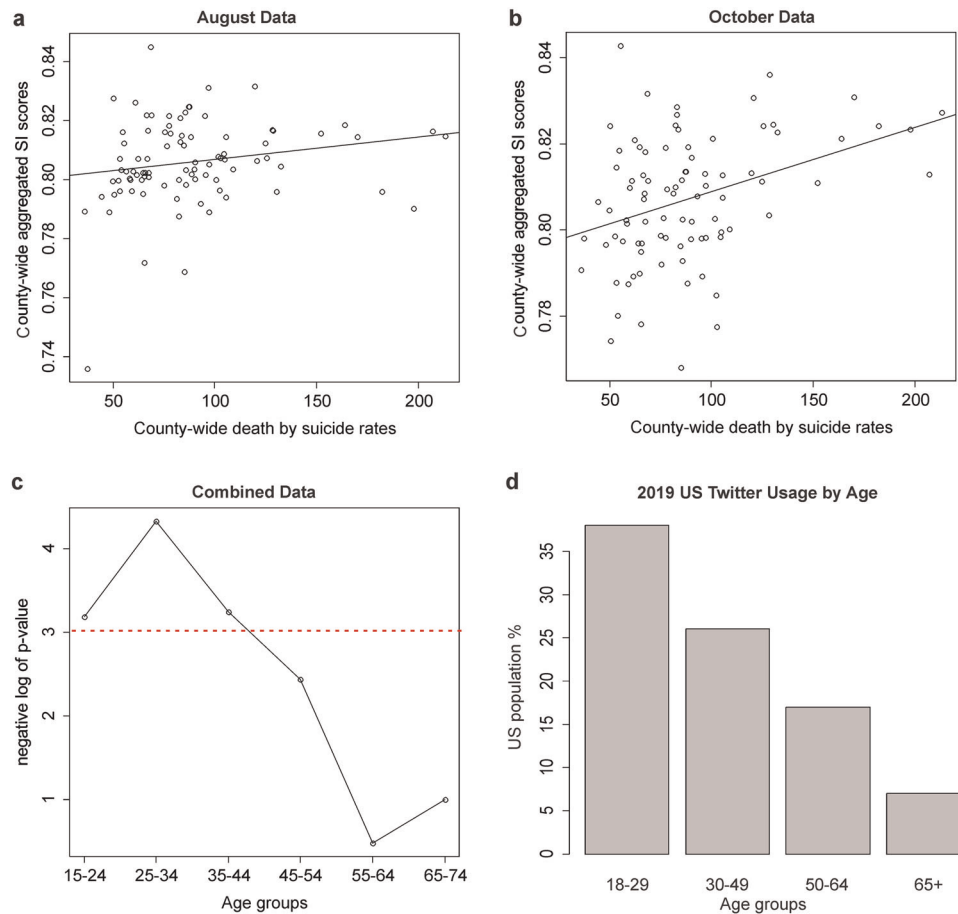 a
August Data
County-wide aggregated SI scores
0.84
0.82
0.80
0.78
0.76
0.74
50
100
150
200
County-wide death by suicide rates
b
October Data
County-wide aggregated SI scores
0.84
0.82
0.80
0.78
50
100
150
200
County-wide death by suicide rates
c
Combined Data
negative log of p-value
4
3
2
1
15-24
25-34
35-44
45-54
55-64
65-74
Age groups
d
2019 US Twitter Usage by Age
US population %
35
30
25
20
15
10
5
0
18-29
30-49
50-64
65+
Age groups